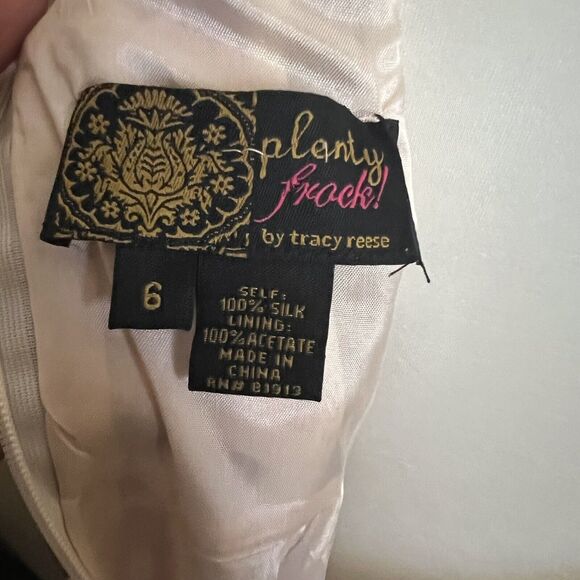 plenty
frock!
by tracy reese
6
SELF:
100% SILK
LINING:
100% ACETATE
MADE IN
CHINA
RN# 81913